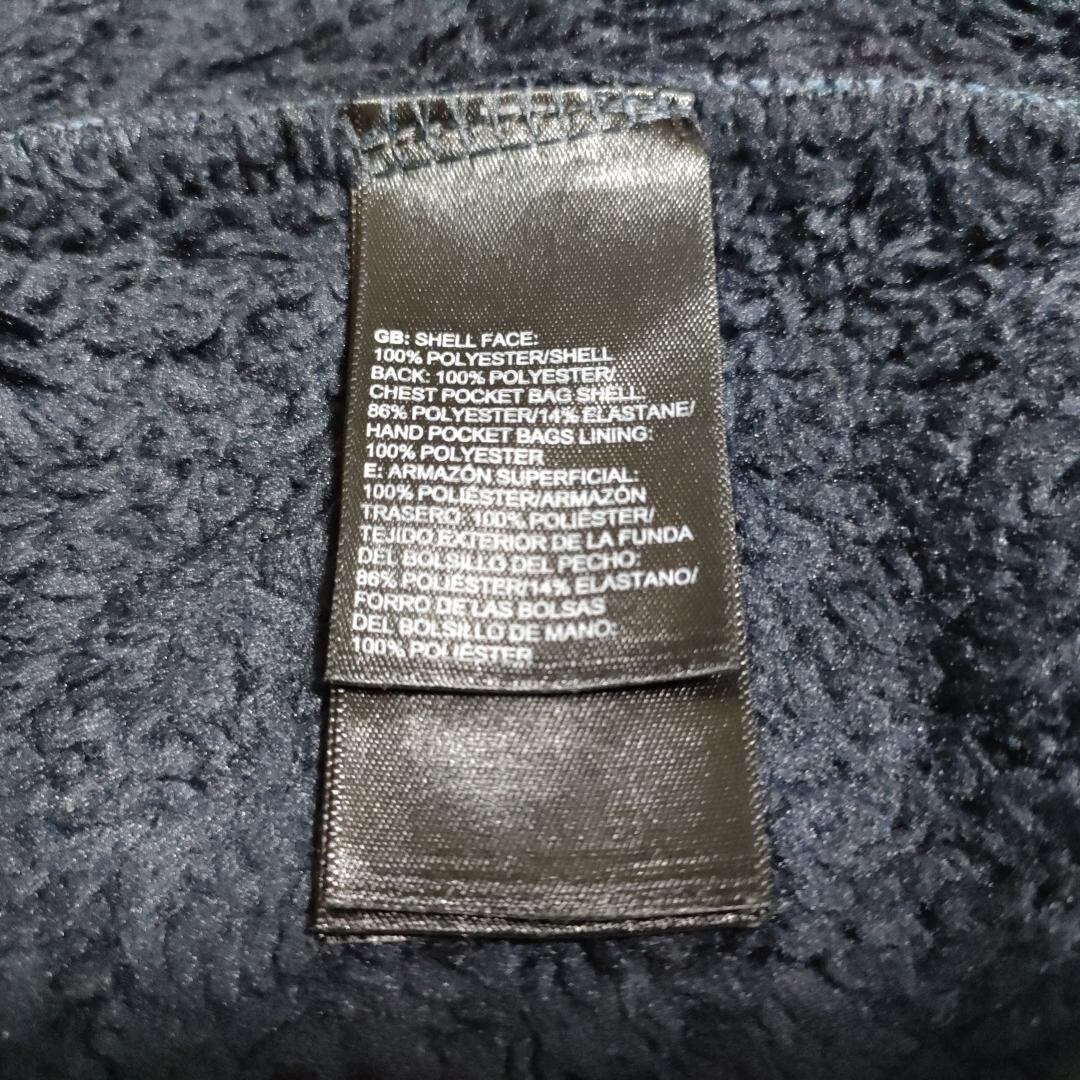 GB: SHELL FACE:
100% POLYESTER/SHELL
BACK: 100% POLYESTER/
CHEST POCKET BAG SHELL:
86% POLYESTER/14% ELASTANE/
HAND POCKET BAGS LINING:
100% POLYESTER
E: ARMAZÓN SUPERFICIAL:
100% POLIÉSTER/ARMAZÓN
TRASERO: 100% POLIÉSTER/
TEJIDO EXTERIOR DE LA FUNDA
DEL BOLSILLO DEL PECHO:
86% POLIÉSTER/14% ELASTANO/
FORRO DE LAS BOLSAS
DEL BOLSILLO DE MANO:
100% POLIÉSTER